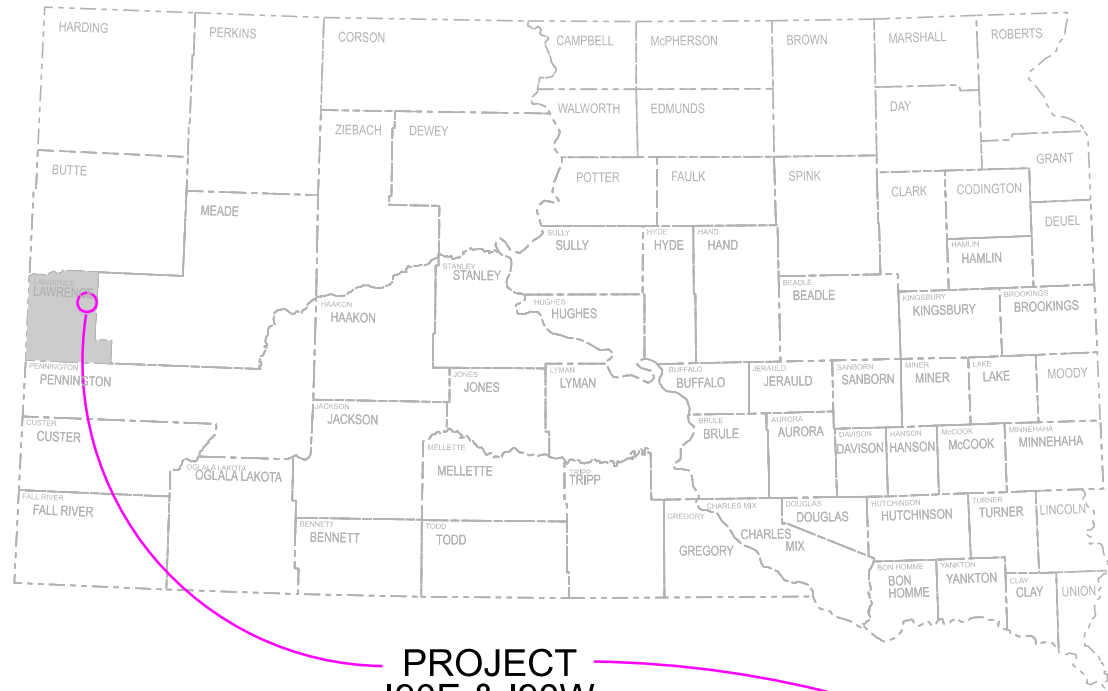 HARDING
PERKINS
CORSON
CAMPBELL
McPHERSON
BROWN
MARSHALL
ROBERTS
WALWORTH
EDMUNDS
DAY
ZIEBACH
DEWEY
GRANT
BUTTE
POTTER
FAULK
SPINK
CLARK
CODINGTON
MEADE
DEUEL
SULLY
SULLY
HYDE
HYDE
HAND
HAND
HAMLIN
HAMLIN
STANLEY
STANLEY
LAWRENCE
LAWRENCE
BEADLE
BEADLE
HAAKON
HAAKON
HUGHES
HUGHES
KINGSBURY
KINGSBURY
BROOKINGS
BROOKINGS
PENNINGTON
PENNINGTON
JONES
JONES
LYMAN
LYMAN
BUFFALO
BUFFALO
JERAULD
JERAULD
SANBORN
SANBORN
MINER
MINER
LAKE
LAKE
MOODY
JACKSON
JACKSON
CUSTER
CUSTER
BRULE
BRULE
AURORA
AURORA
DAVISON
DAVISON
HANSON
HANSON
McCOOK
McCOOK
MINNEHAHA
MINNEHAHA
MELLETTE
MELLETTE
OGLALA LAKOTA
OGLALA LAKOTA
TRIPP
TRIPP
FALL RIVER
FALL RIVER
GREGORY
GREGORY
CHARLES MIX
CHARLES
MIX
DOUGLAS
DOUGLAS
HUTCHINSON
HUTCHINSON
TURNER
TURNER
LINCOLN
BENNETT
BENNETT
TODD
TODD
BON HOMME
BON
HOMME
YANKTON
YANKTON
CLAY
CLAY
UNION
PROJECT
I90E & I90W